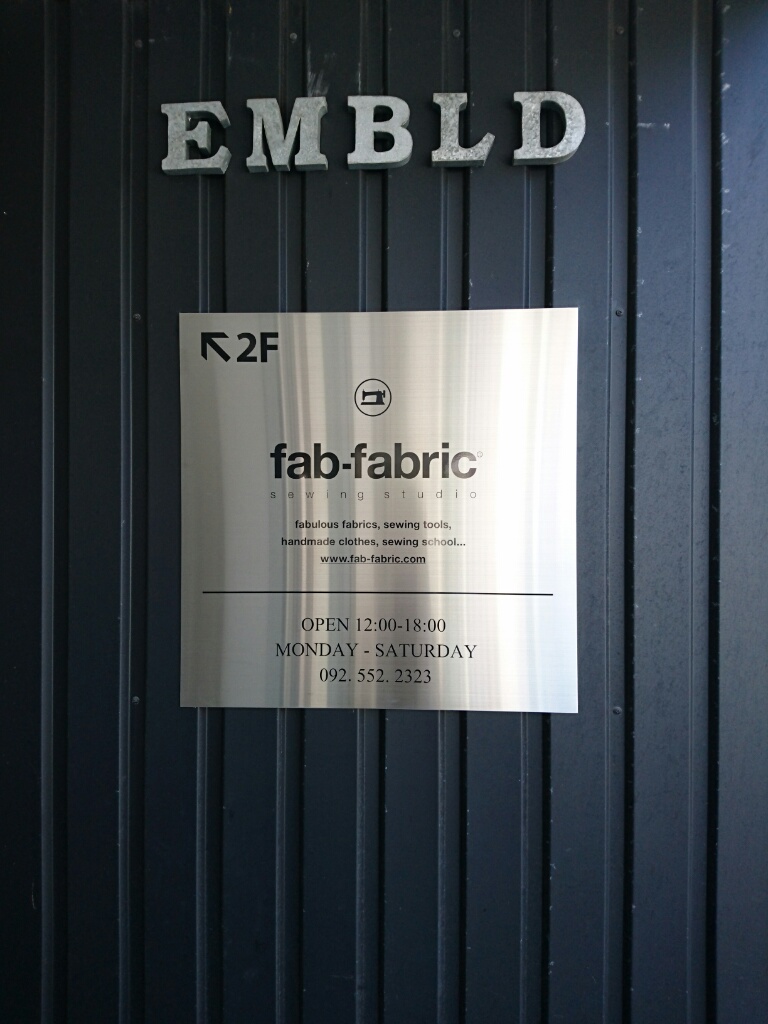 EMBLD
2F
fab-fabric®
sewing studio
fabulous fabrics, sewing tools,
handmade clothes, sewing school...
www.fab-fabric.com
OPEN 12:00-18:00
MONDAY - SATURDAY
092. 552. 2323